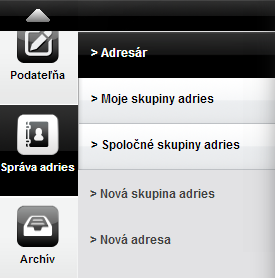 Podateľňa
Správa adries
Archív
> Adresár
> Moje skupiny adries
> Spoločné skupiny adries
> Nová skupina adries
> Nová adresa